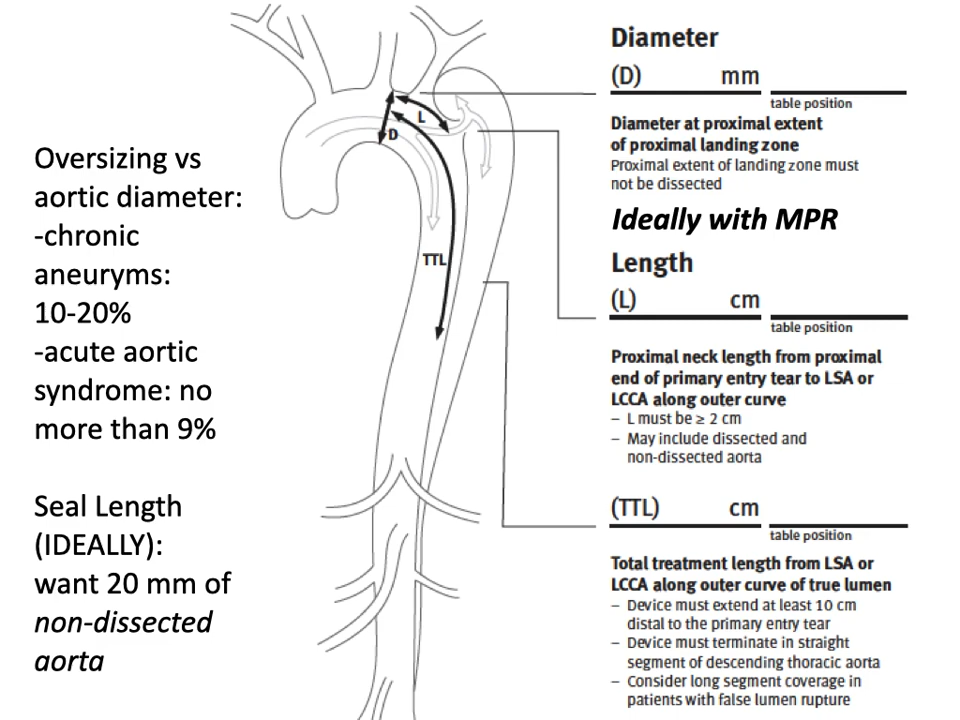 Oversizing vs
aortic diameter:
-chronic
aneuryms:
10-20%
-acute aortic
syndrome: no
more than 9%
Seal Length
(IDEALLY):
want 20 mm of
non-dissected
aorta
L
D
TTL
Diameter
(D) mm
table position
Diameter at proximal extent
of proximal landing zone
Proximal extent of landing zone must
not be dissected
Ideally with MPR
Length
(L) cm
table position
Proximal neck length from proximal
end of primary entry tear to LSA or
LCCA along outer curve
– L must be ≥ 2 cm
– May include dissected and
non-dissected aorta
(TTL) cm
table position
Total treatment length from LSA or
LCCA along outer curve of true lumen
– Device must extend at least 10 cm
distal to the primary entry tear
– Device must terminate in straight
segment of descending thoracic aorta
– Consider long segment coverage in
patients with false lumen rupture